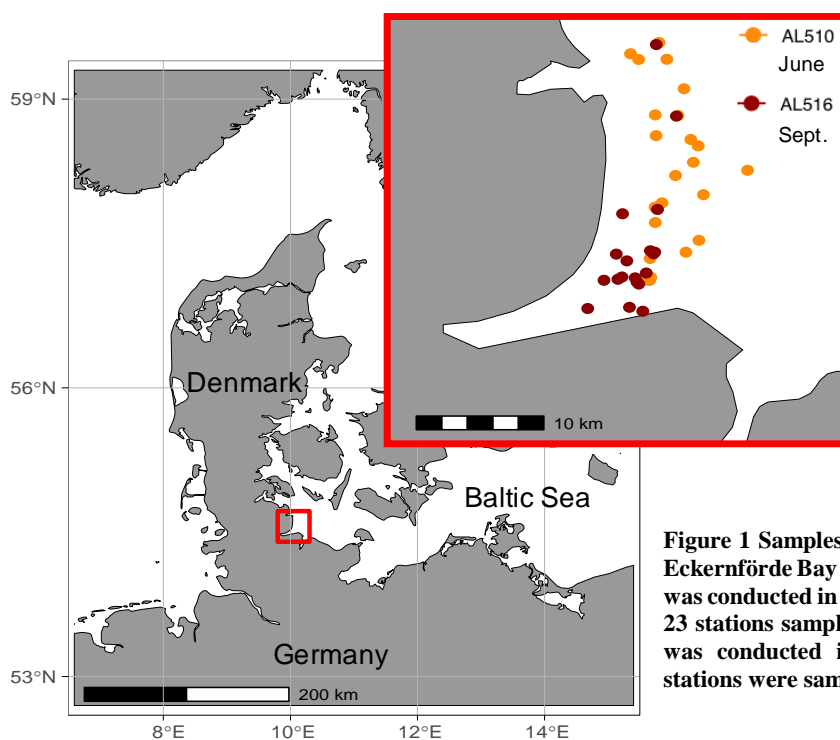 AL510
June
AL516
Sept.
10 km
59°N
56°N
53°N
Denmark
Baltic Sea
Germany
200 km
8°E
10°E
12°E
14°E
Figure 1 Samples
Eckernförde Bay
was conducted in
23 stations sampl
was conducted i
stations were sam